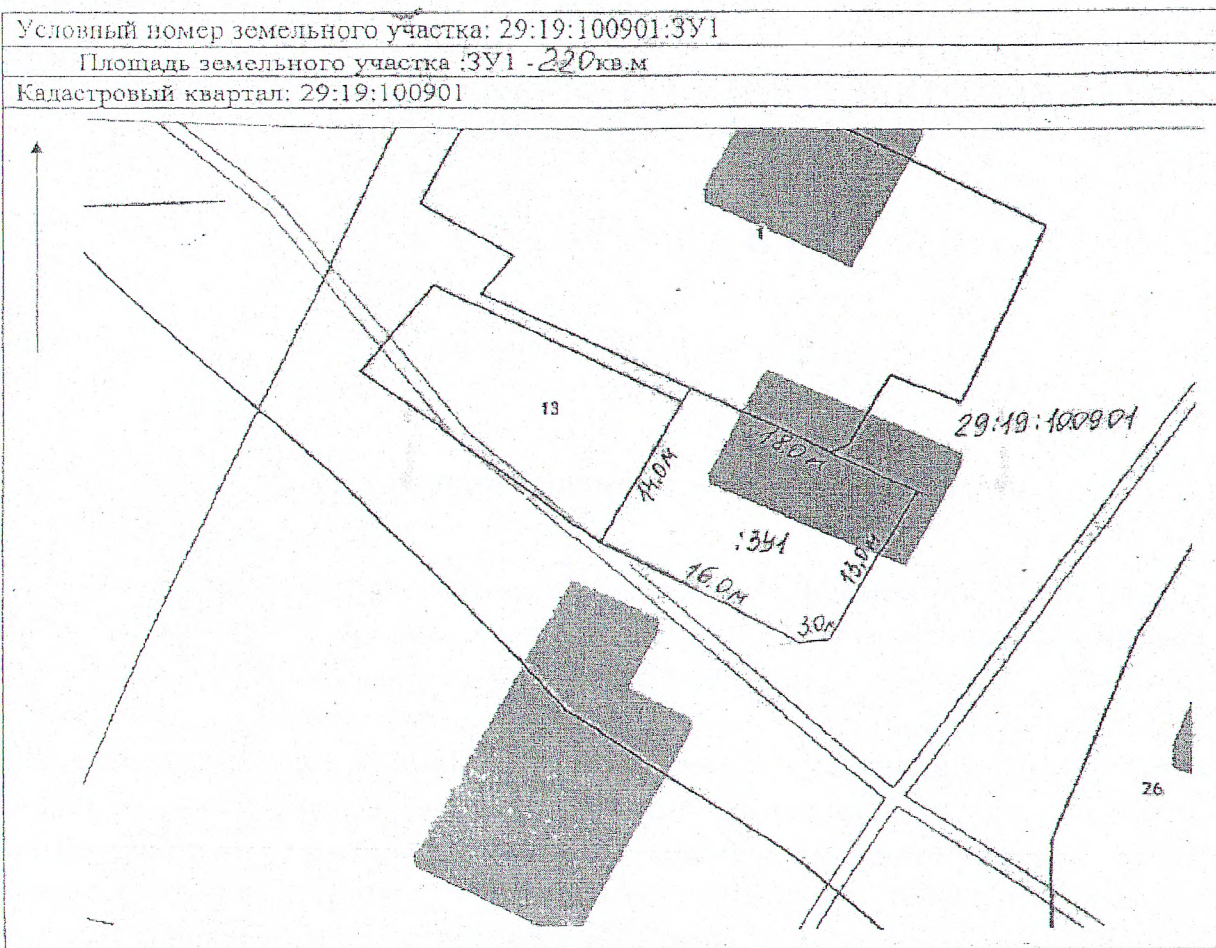 Условный номер земельного участка: 29:19:100901:ЗУ1
Площадь земельного участка :ЗУ1 - 220кв.м
Кадастровый квартал: 29:19:100901
1
13
29:19:100901
18.0м
14.0м
:ЗУ1
13.0м
16.0м
3.0м
26